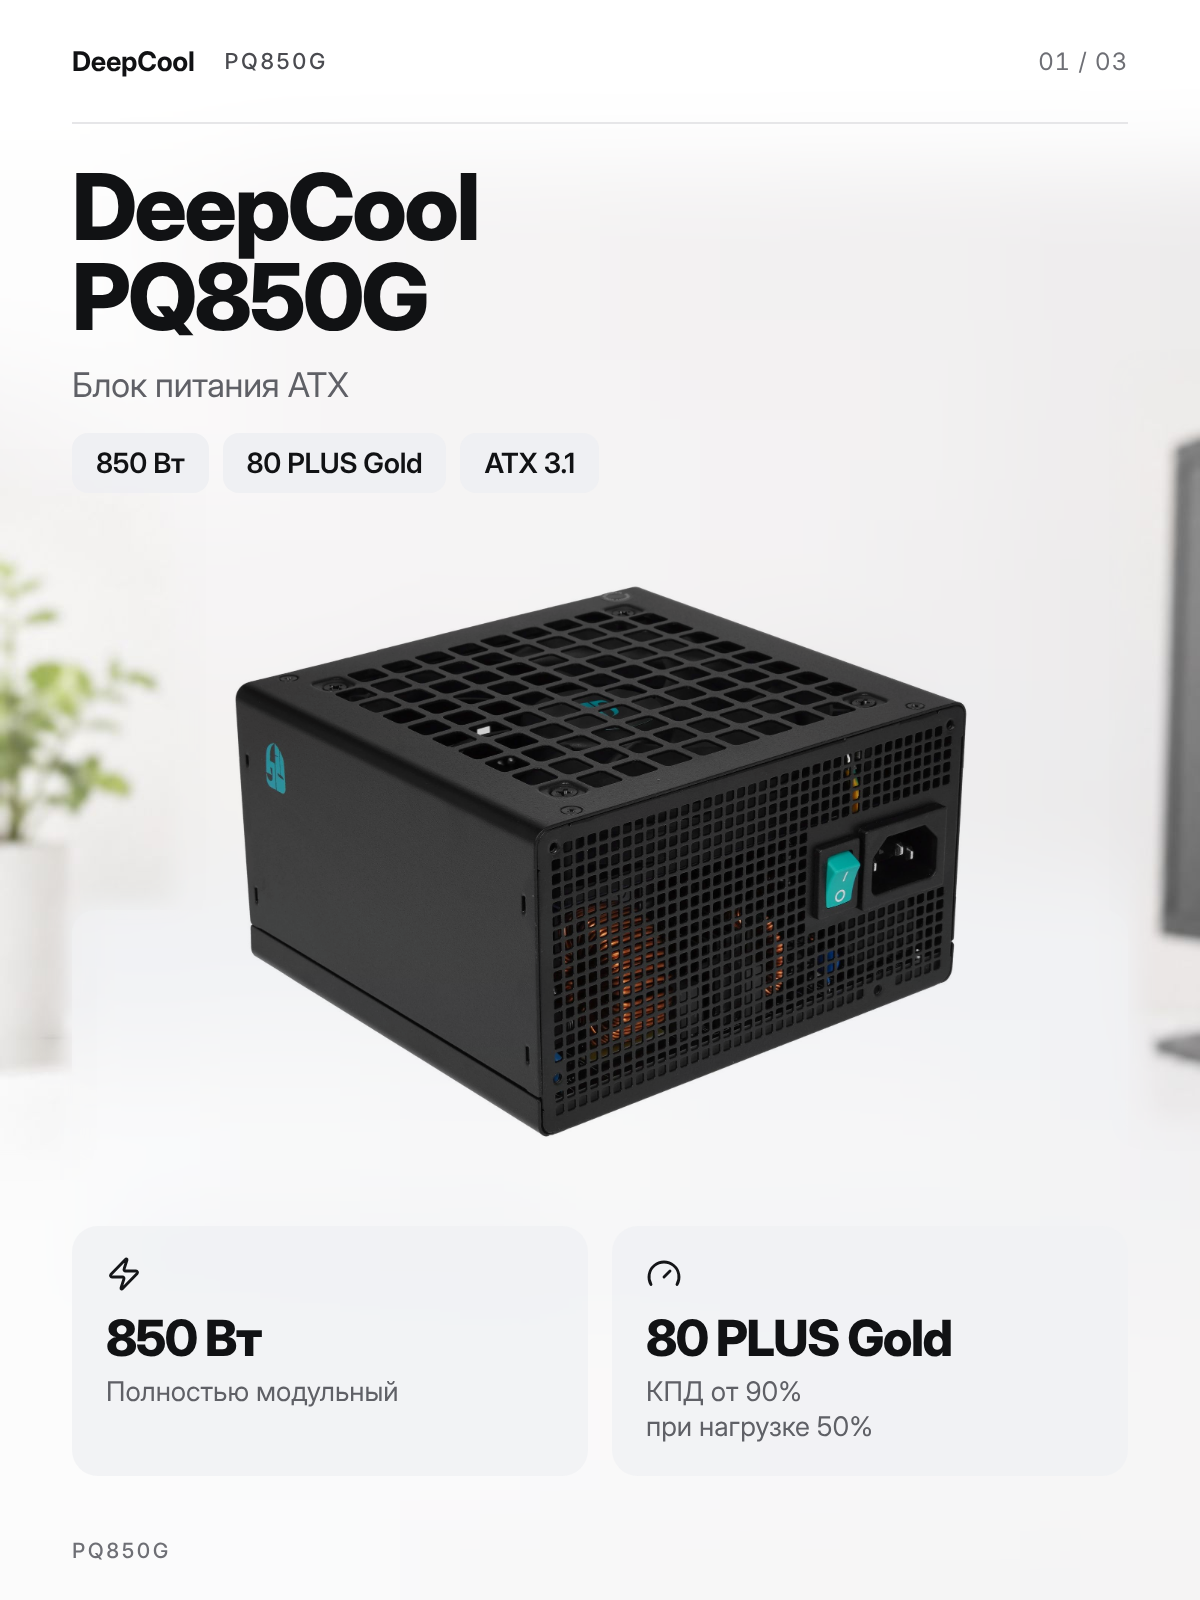 DeepCool PQ850G 01 / 03
DeepCool
PQ850G
Блок питания ATX
850 Вт 80 PLUS Gold ATX 3.1
850 Вт
Полностью модульный
80 PLUS Gold
КПД от 90%
при нагрузке 50%
PQ850G